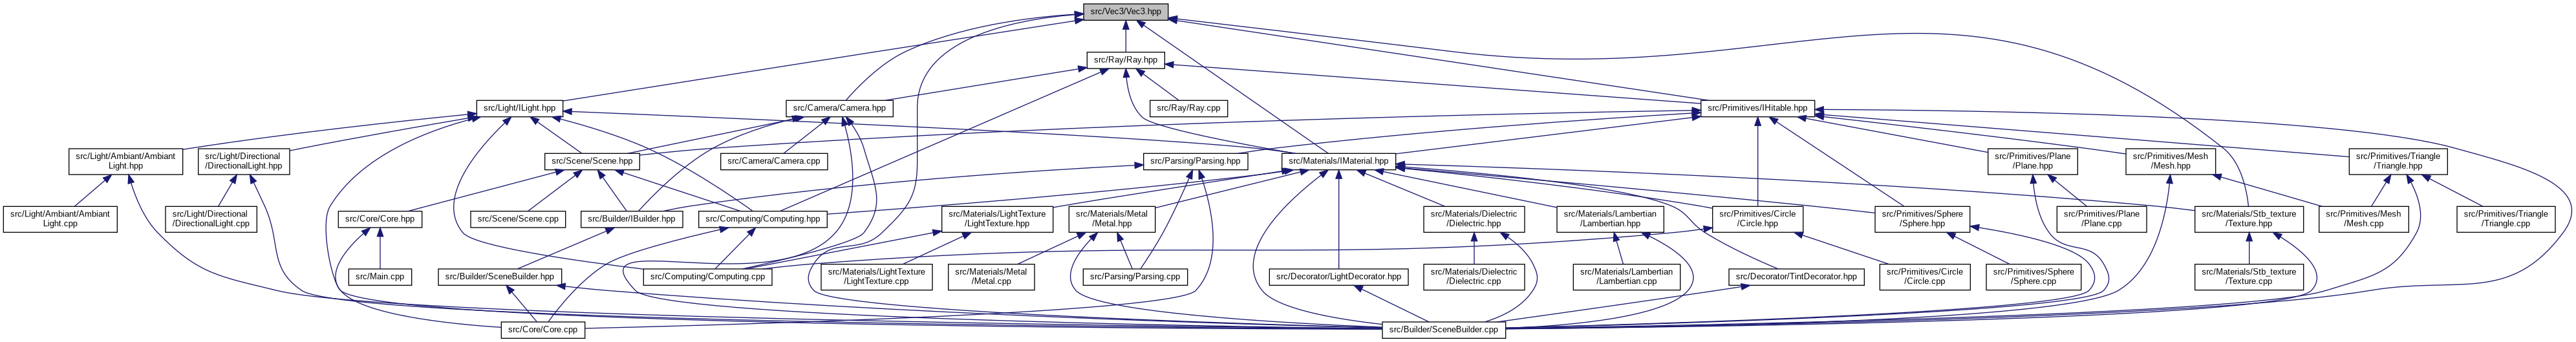 src/Vec3/Vec3.hpp
src/Ray/Ray.hpp
src/Light/ILight.hpp
src/Camera/Camera.hpp
src/Ray/Ray.cpp
src/Primitives/IHitable.hpp
src/Light/Ambiant/Ambiant
Light.hpp
src/Light/Directional
/DirectionalLight.hpp
src/Scene/Scene.hpp
src/Camera/Camera.cpp
src/Parsing/Parsing.hpp
src/Materials/IMaterial.hpp
src/Primitives/Plane
/Plane.hpp
src/Primitives/Mesh
/Mesh.hpp
src/Primitives/Triangle
/Triangle.hpp
src/Light/Ambiant/Ambiant
Light.cpp
src/Light/Directional
/DirectionalLight.cpp
src/Core/Core.hpp
src/Scene/Scene.cpp
src/Builder/IBuilder.hpp
src/Computing/Computing.hpp
src/Materials/LightTexture
/LightTexture.hpp
src/Materials/Metal
/Metal.hpp
src/Materials/Dielectric
/Dielectric.hpp
src/Materials/Lambertian
/Lambertian.hpp
src/Primitives/Circle
/Circle.hpp
src/Primitives/Sphere
/Sphere.hpp
src/Primitives/Plane
/Plane.cpp
src/Materials/Stb_texture
/Texture.hpp
src/Primitives/Mesh
/Mesh.cpp
src/Primitives/Triangle
/Triangle.cpp
src/Main.cpp
src/Builder/SceneBuilder.hpp
src/Computing/Computing.cpp
src/Materials/LightTexture
/LightTexture.cpp
src/Materials/Metal
/Metal.cpp
src/Parsing/Parsing.cpp
src/Decorator/LightDecorator.hpp
src/Materials/Dielectric
/Dielectric.cpp
src/Materials/Lambertian
/Lambertian.cpp
src/Decorator/TintDecorator.hpp
src/Primitives/Circle
/Circle.cpp
src/Primitives/Sphere
/Sphere.cpp
src/Materials/Stb_texture
/Texture.cpp
src/Core/Core.cpp
src/Builder/SceneBuilder.cpp